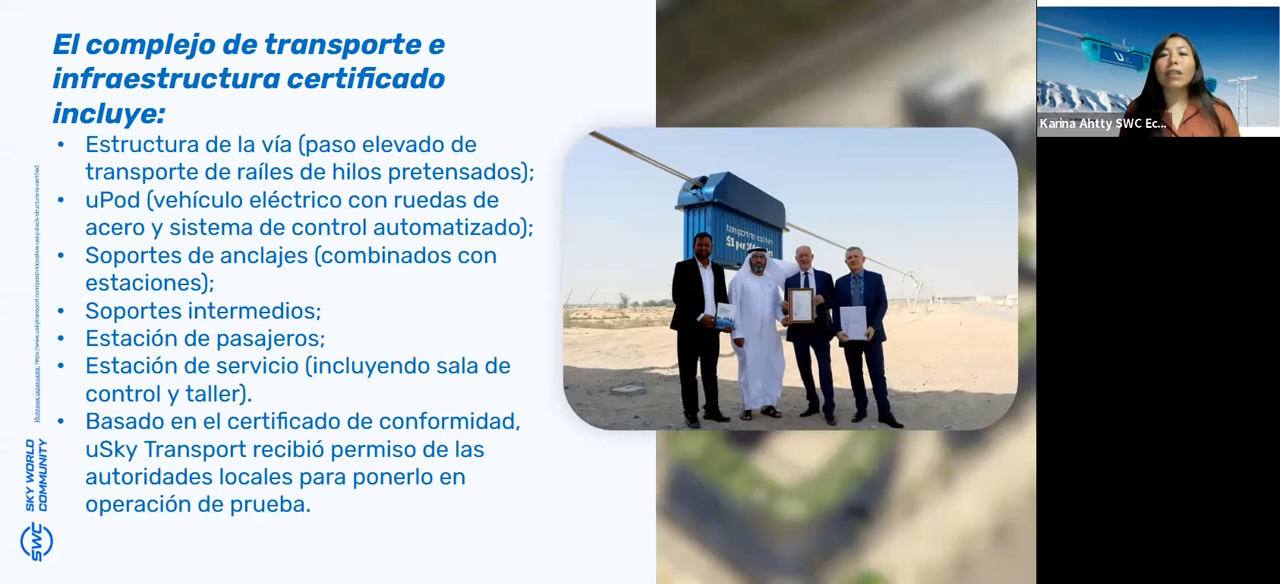 El complejo de transporte e
infraestructura certificado
incluye:
• Estructura de la vía (paso elevado de
transporte de raíles de hilos pretensados);
• uPod (vehículo eléctrico con ruedas de
acero y sistema de control automatizado);
• Soportes de anclajes (combinados con
estaciones);
• Soportes intermedios;
• Estación de pasajeros;
• Estación de servicio (incluyendo sala de
control y taller).
• Basado en el certificado de conformidad,
uSky Transport recibió permiso de las
autoridades locales para ponerlo en
operación de prueba.
SKY WORLD
COMMUNITY
SWC
Karina Ahtty SWC Ec...